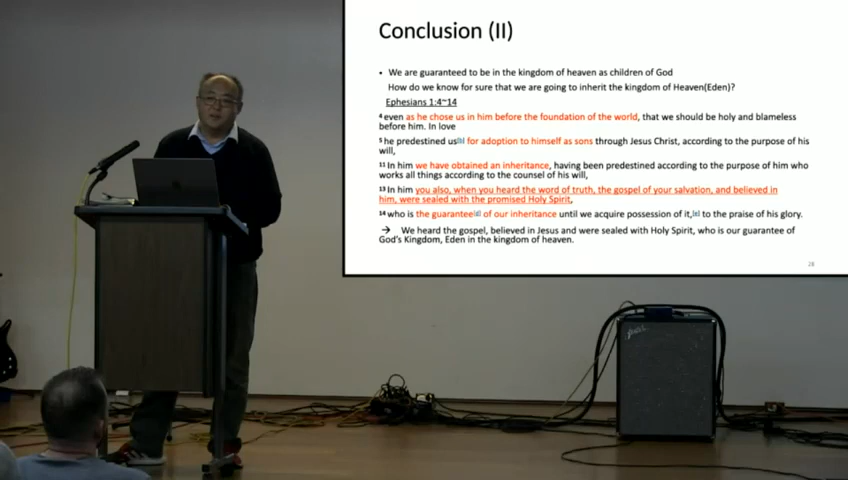 Conclusion (II)
• We are guaranteed to be in the kingdom of heaven as children of God
How do we know for sure that we are going to inherit the kingdom of Heaven(Eden)?
Ephesians 1:4~14
4 even as he chose us in him before the foundation of the world, that we should be holy and blameless
before him. In love
5 he predestined us[b] for adoption to himself as sons through Jesus Christ, according to the purpose of his
will,
11 In him we have obtained an inheritance, having been predestined according to the purpose of him who
works all things according to the counsel of his will,
13 In him you also, when you heard the word of truth, the gospel of your salvation, and believed in
him, were sealed with the promised Holy Spirit,
14 who is the guarantee[d] of our inheritance until we acquire possession of it,[e] to the praise of his glory.
→ We heard the gospel, believed in Jesus and were sealed with Holy Spirit, who is our guarantee of
God's Kingdom, Eden in the kingdom of heaven.
28